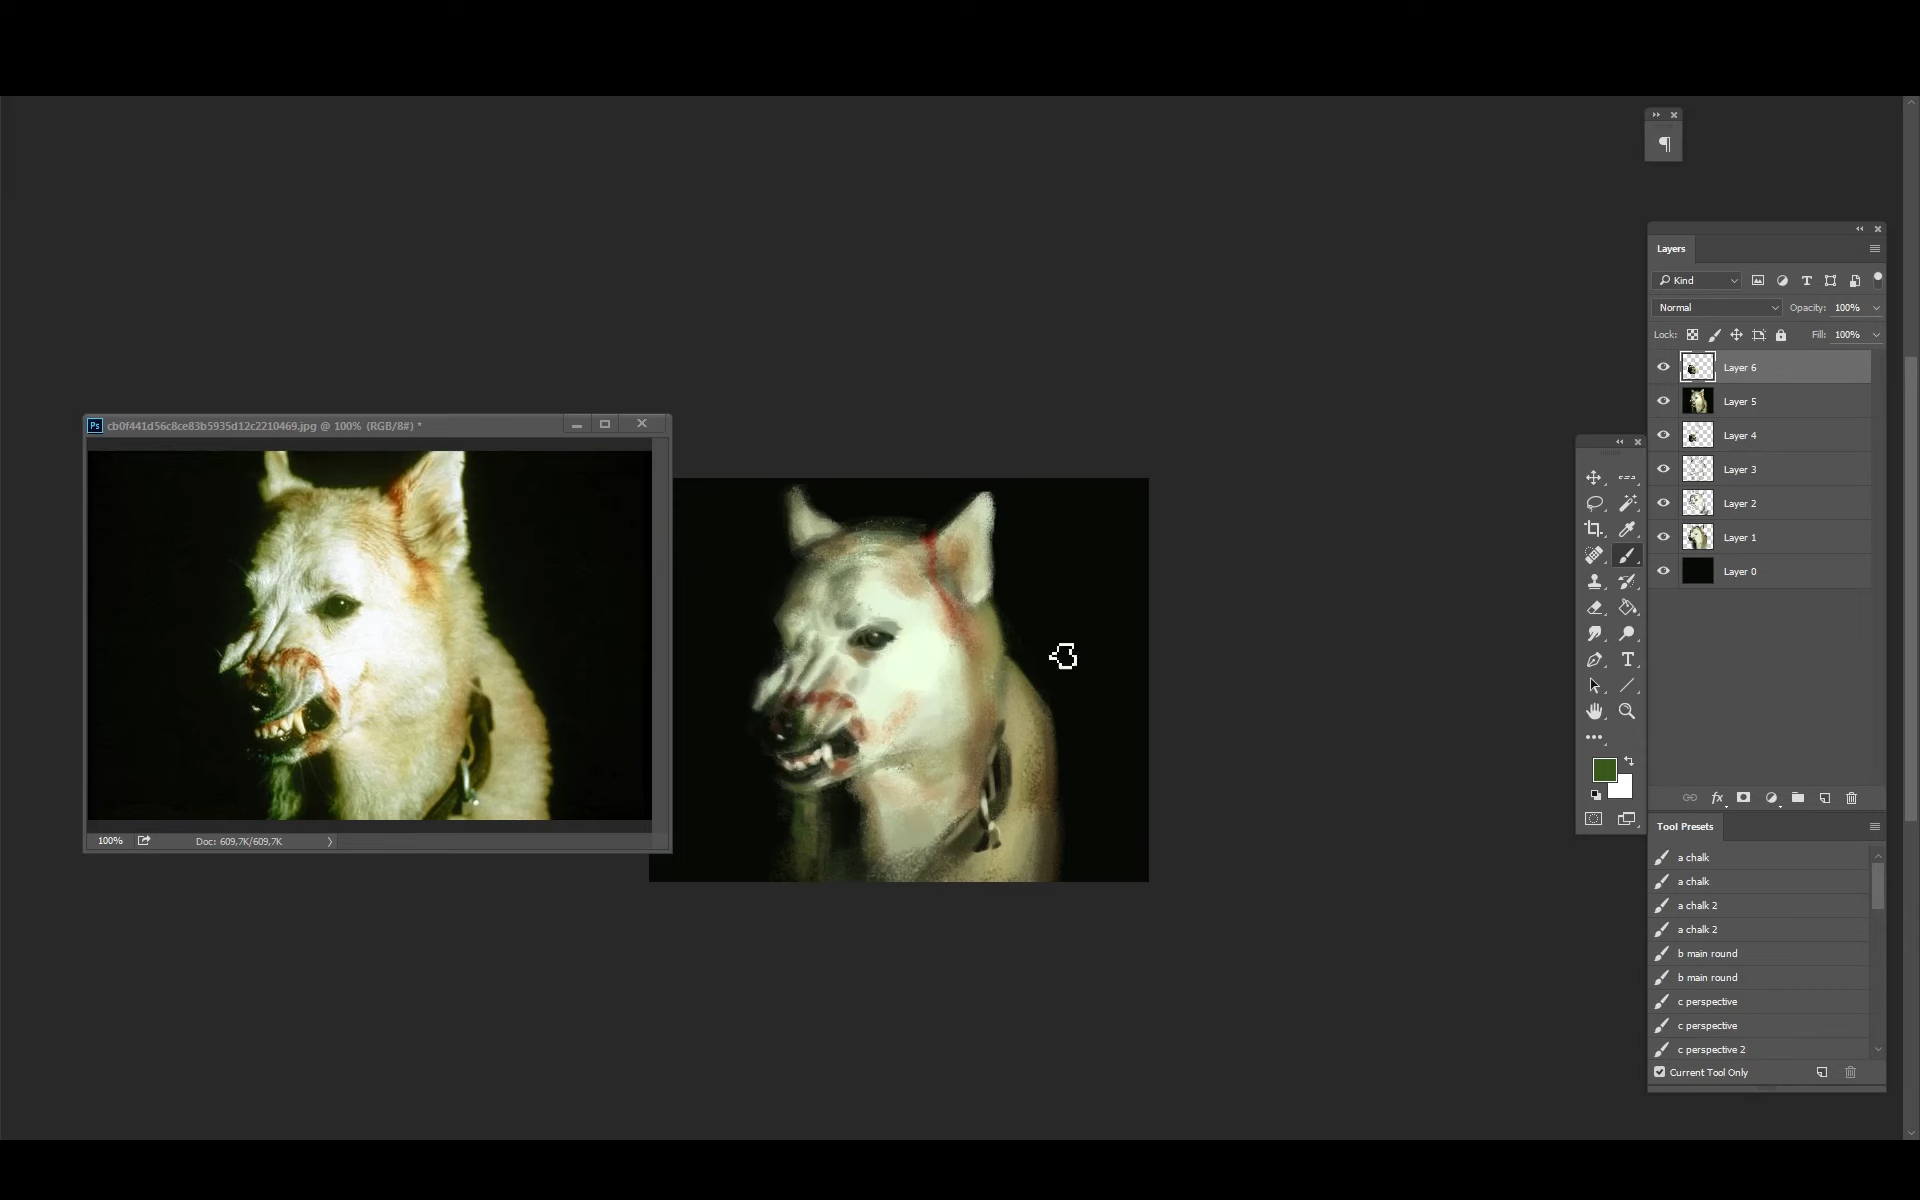 Ps cb0f441d56c8ce83b5935d12c2210469.jpg @ 100% (RGB/8#) *
100% Doc: 609,7K/609,7K
Layers
Kind
Normal Opacity: 100%
Lock: Fill: 100%
Layer 6
Layer 5
Layer 4
Layer 3
Layer 2
Layer 1
Layer 0
fx
Tool Presets
a chalk
a chalk
a chalk 2
a chalk 2
b main round
b main round
c perspective
c perspective
c perspective 2
Current Tool Only